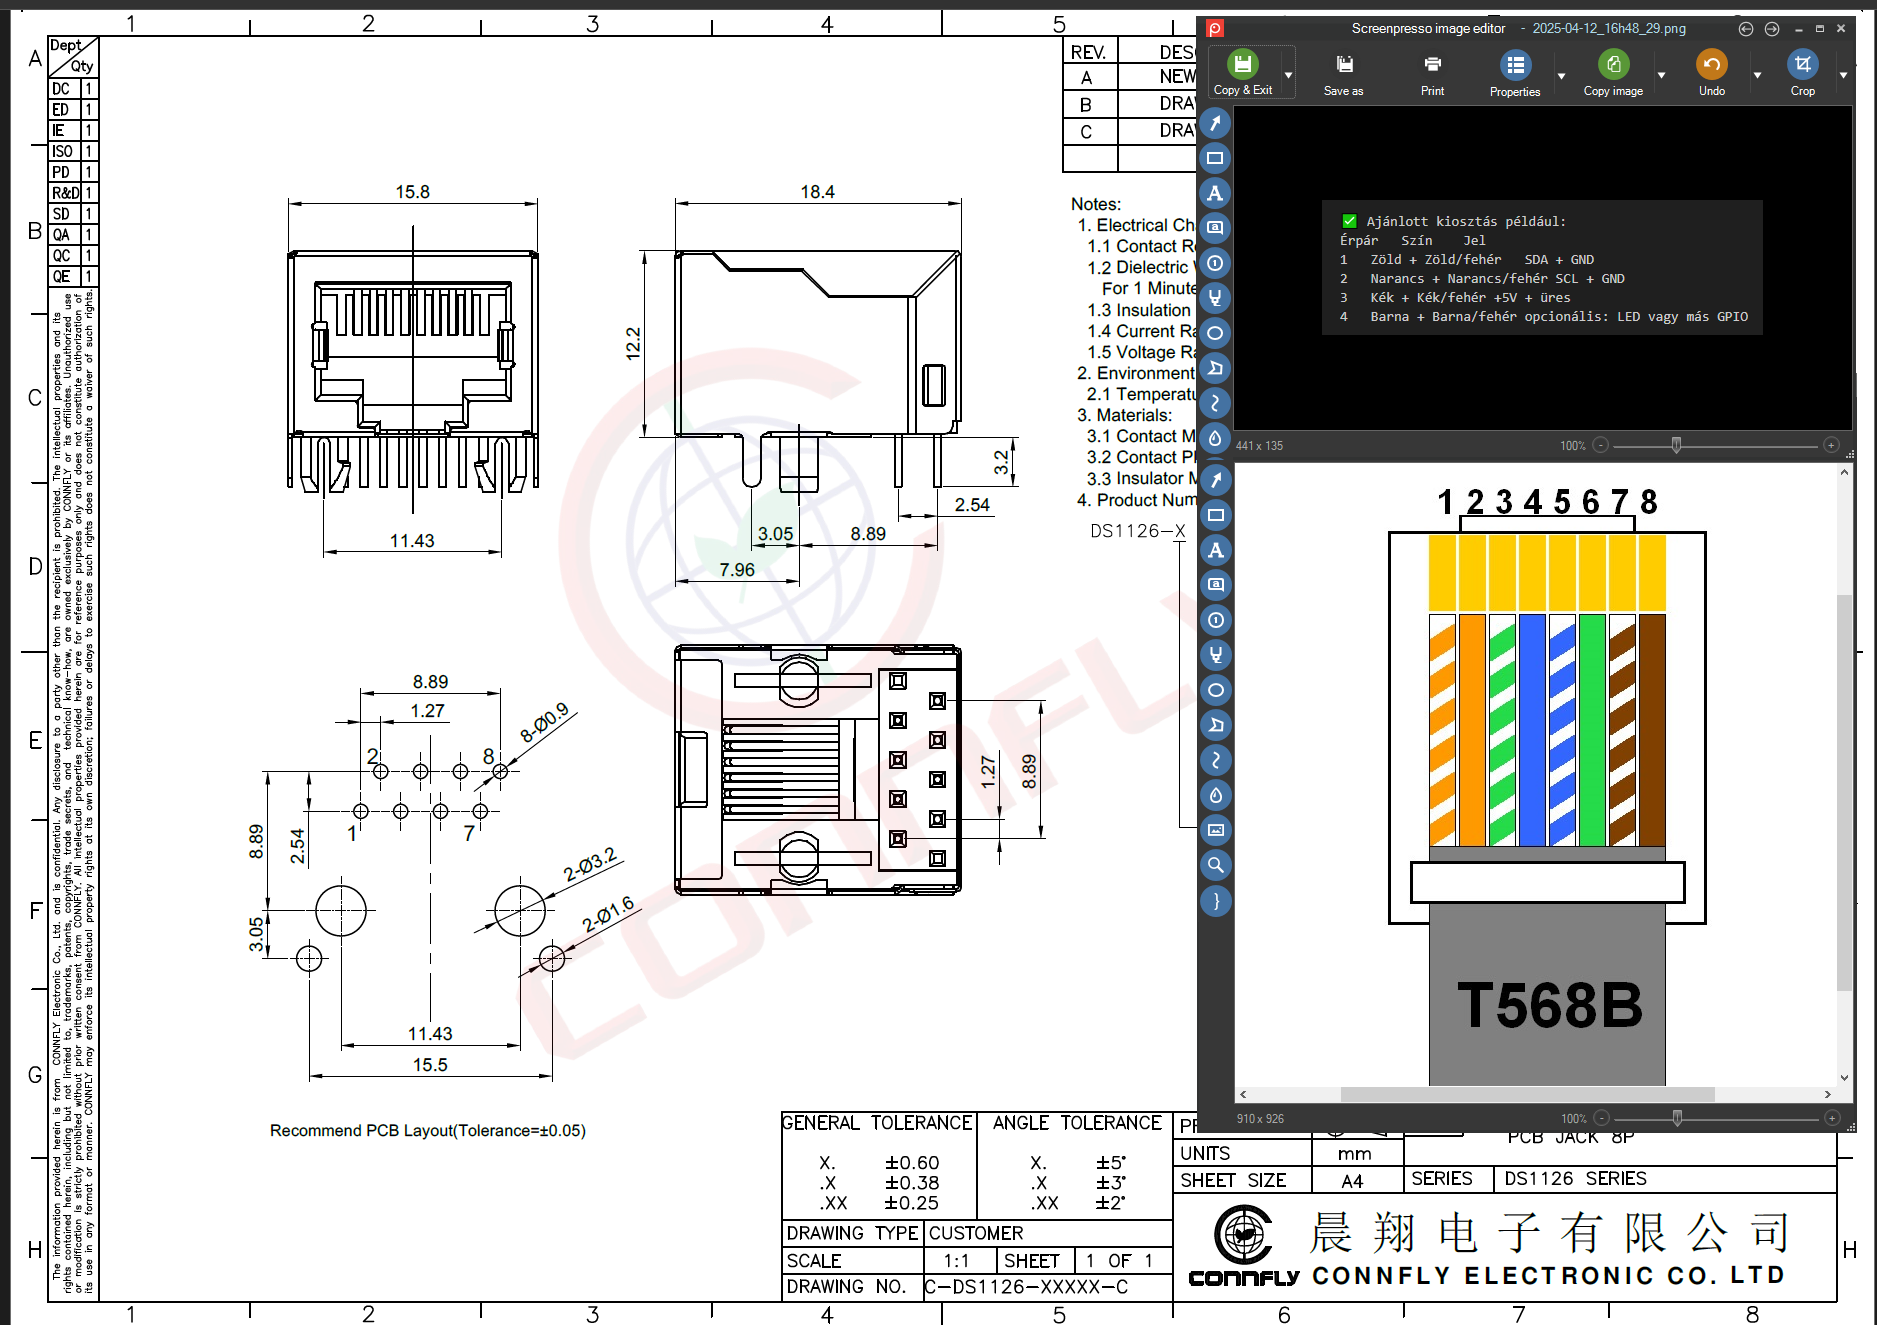 1 2 3 4 5
A
B
C
D
E
F
G
H
Dept
Qty
DC 1
ED 1
IE 1
ISO 1
PD 1
R&D 1
SD 1
QA 1
QC 1
QE 1
The information provided herein is from CONNFLY Electronic Co., Ltd. and is confidential. Any disclosure to a party other than the recipient is prohibited. The intellectual properties and its
rights contained herein, including but not limited to, trademarks, patents, copyrights, trade secrets, and technical know-how, are owned exclusively by CONNFLY or its affiliates. Unauthorized use
or modification is strictly prohibited without prior written consent from CONNFLY. All intellectual properties provided herein are for reference purposes only and does not constitute authorization of
its use in any format or manner. CONNFLY may enforce its intellectual property rights at its own discretion; failures or delays to exercise such rights does not constitute a waiver of such rights.
15.8
11.43
18.4
12.2
3.2
2.54
3.05
8.89
7.96
8.89
1.27
8-Ø0.9
2
8
1
7
8.89
2.54
3.05
2-Ø3.2
2-Ø1.6
11.43
15.5
Recommend PCB Layout(Tolerance=±0.05)
1.27
8.89
CONNFLY
REV. DESC
A NEW
B DRA
C DRA
Notes:
1. Electrical Ch
1.1 Contact Re
1.2 Dielectric
For 1 Minute
1.3 Insulation
1.4 Current Ra
1.5 Voltage Ra
2. Environment
2.1 Temperatu
3. Materials:
3.1 Contact M
3.2 Contact Pl
3.3 Insulator M
4. Product Num
DS1126-X
Screenpresso image editor - 2025-04-12_16h48_29.png
Copy & Exit Save as Print Properties Copy image Undo Crop
✅ Ajánlott kiosztás például:
Érpár Szín Jel
1 Zöld + Zöld/fehér SDA + GND
2 Narancs + Narancs/fehér SCL + GND
3 Kék + Kék/fehér +5V + üres
4 Barna + Barna/fehér opcionális: LED vagy más GPIO
441 x 135 100%
1 2 3 4 5 6 7 8
T568B
910 x 926 100%
GENERAL TOLERANCE ANGLE TOLERANCE
X. ±0.60 X. ±5°
.X ±0.38 .X ±3°
.XX ±0.25 .XX ±2°
DRAWING TYPE CUSTOMER
SCALE 1:1 SHEET 1 OF 1
DRAWING NO. C-DS1126-XXXXX-C
PCB JACK 8P
UNITS mm
SHEET SIZE A4 SERIES DS1126 SERIES
晨翔电子有限公司
CONNFLY CONNFLY ELECTRONIC CO. LTD
H
1 2 3 4 5 6 7 8